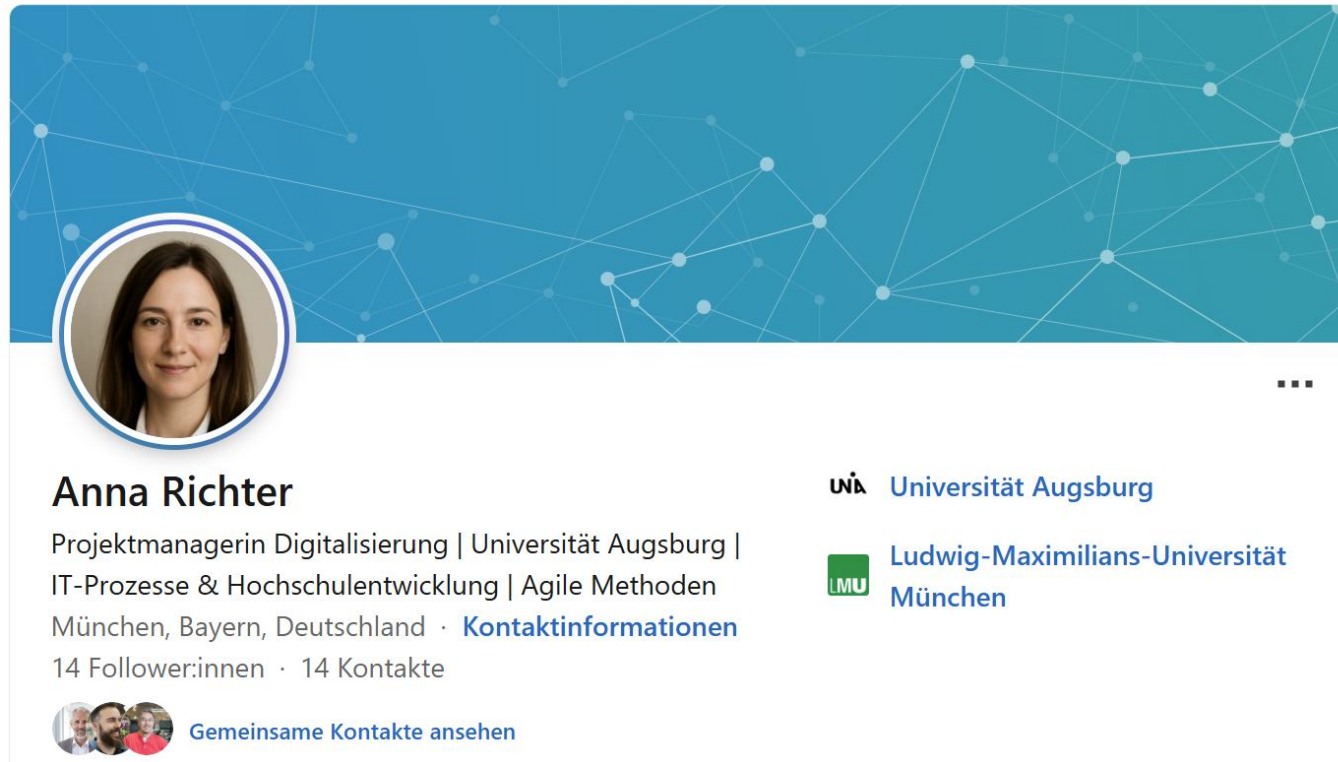 Anna Richter
Projektmanagerin Digitalisierung | Universität Augsburg |
IT-Prozesse & Hochschulentwicklung | Agile Methoden
München, Bayern, Deutschland · Kontaktinformationen
14 Follower:innen · 14 Kontakte
Gemeinsame Kontakte ansehen
UNIA
Universität Augsburg
LMU
Ludwig-Maximilians-Universität
München